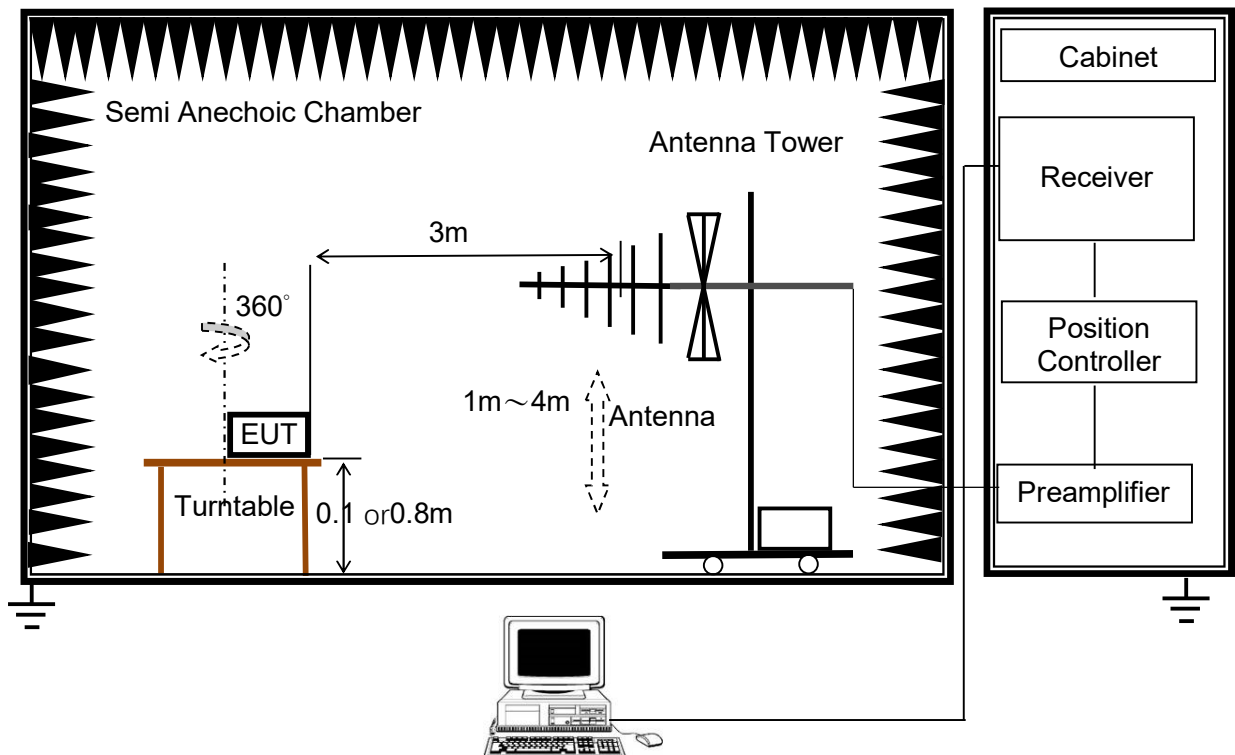 Cabinet
Semi Anechoic Chamber
Antenna Tower
Receiver
3m
360°
Position
Controller
1m～4m
Antenna
EUT
Turntable
0.1 or0.8m
Preamplifier